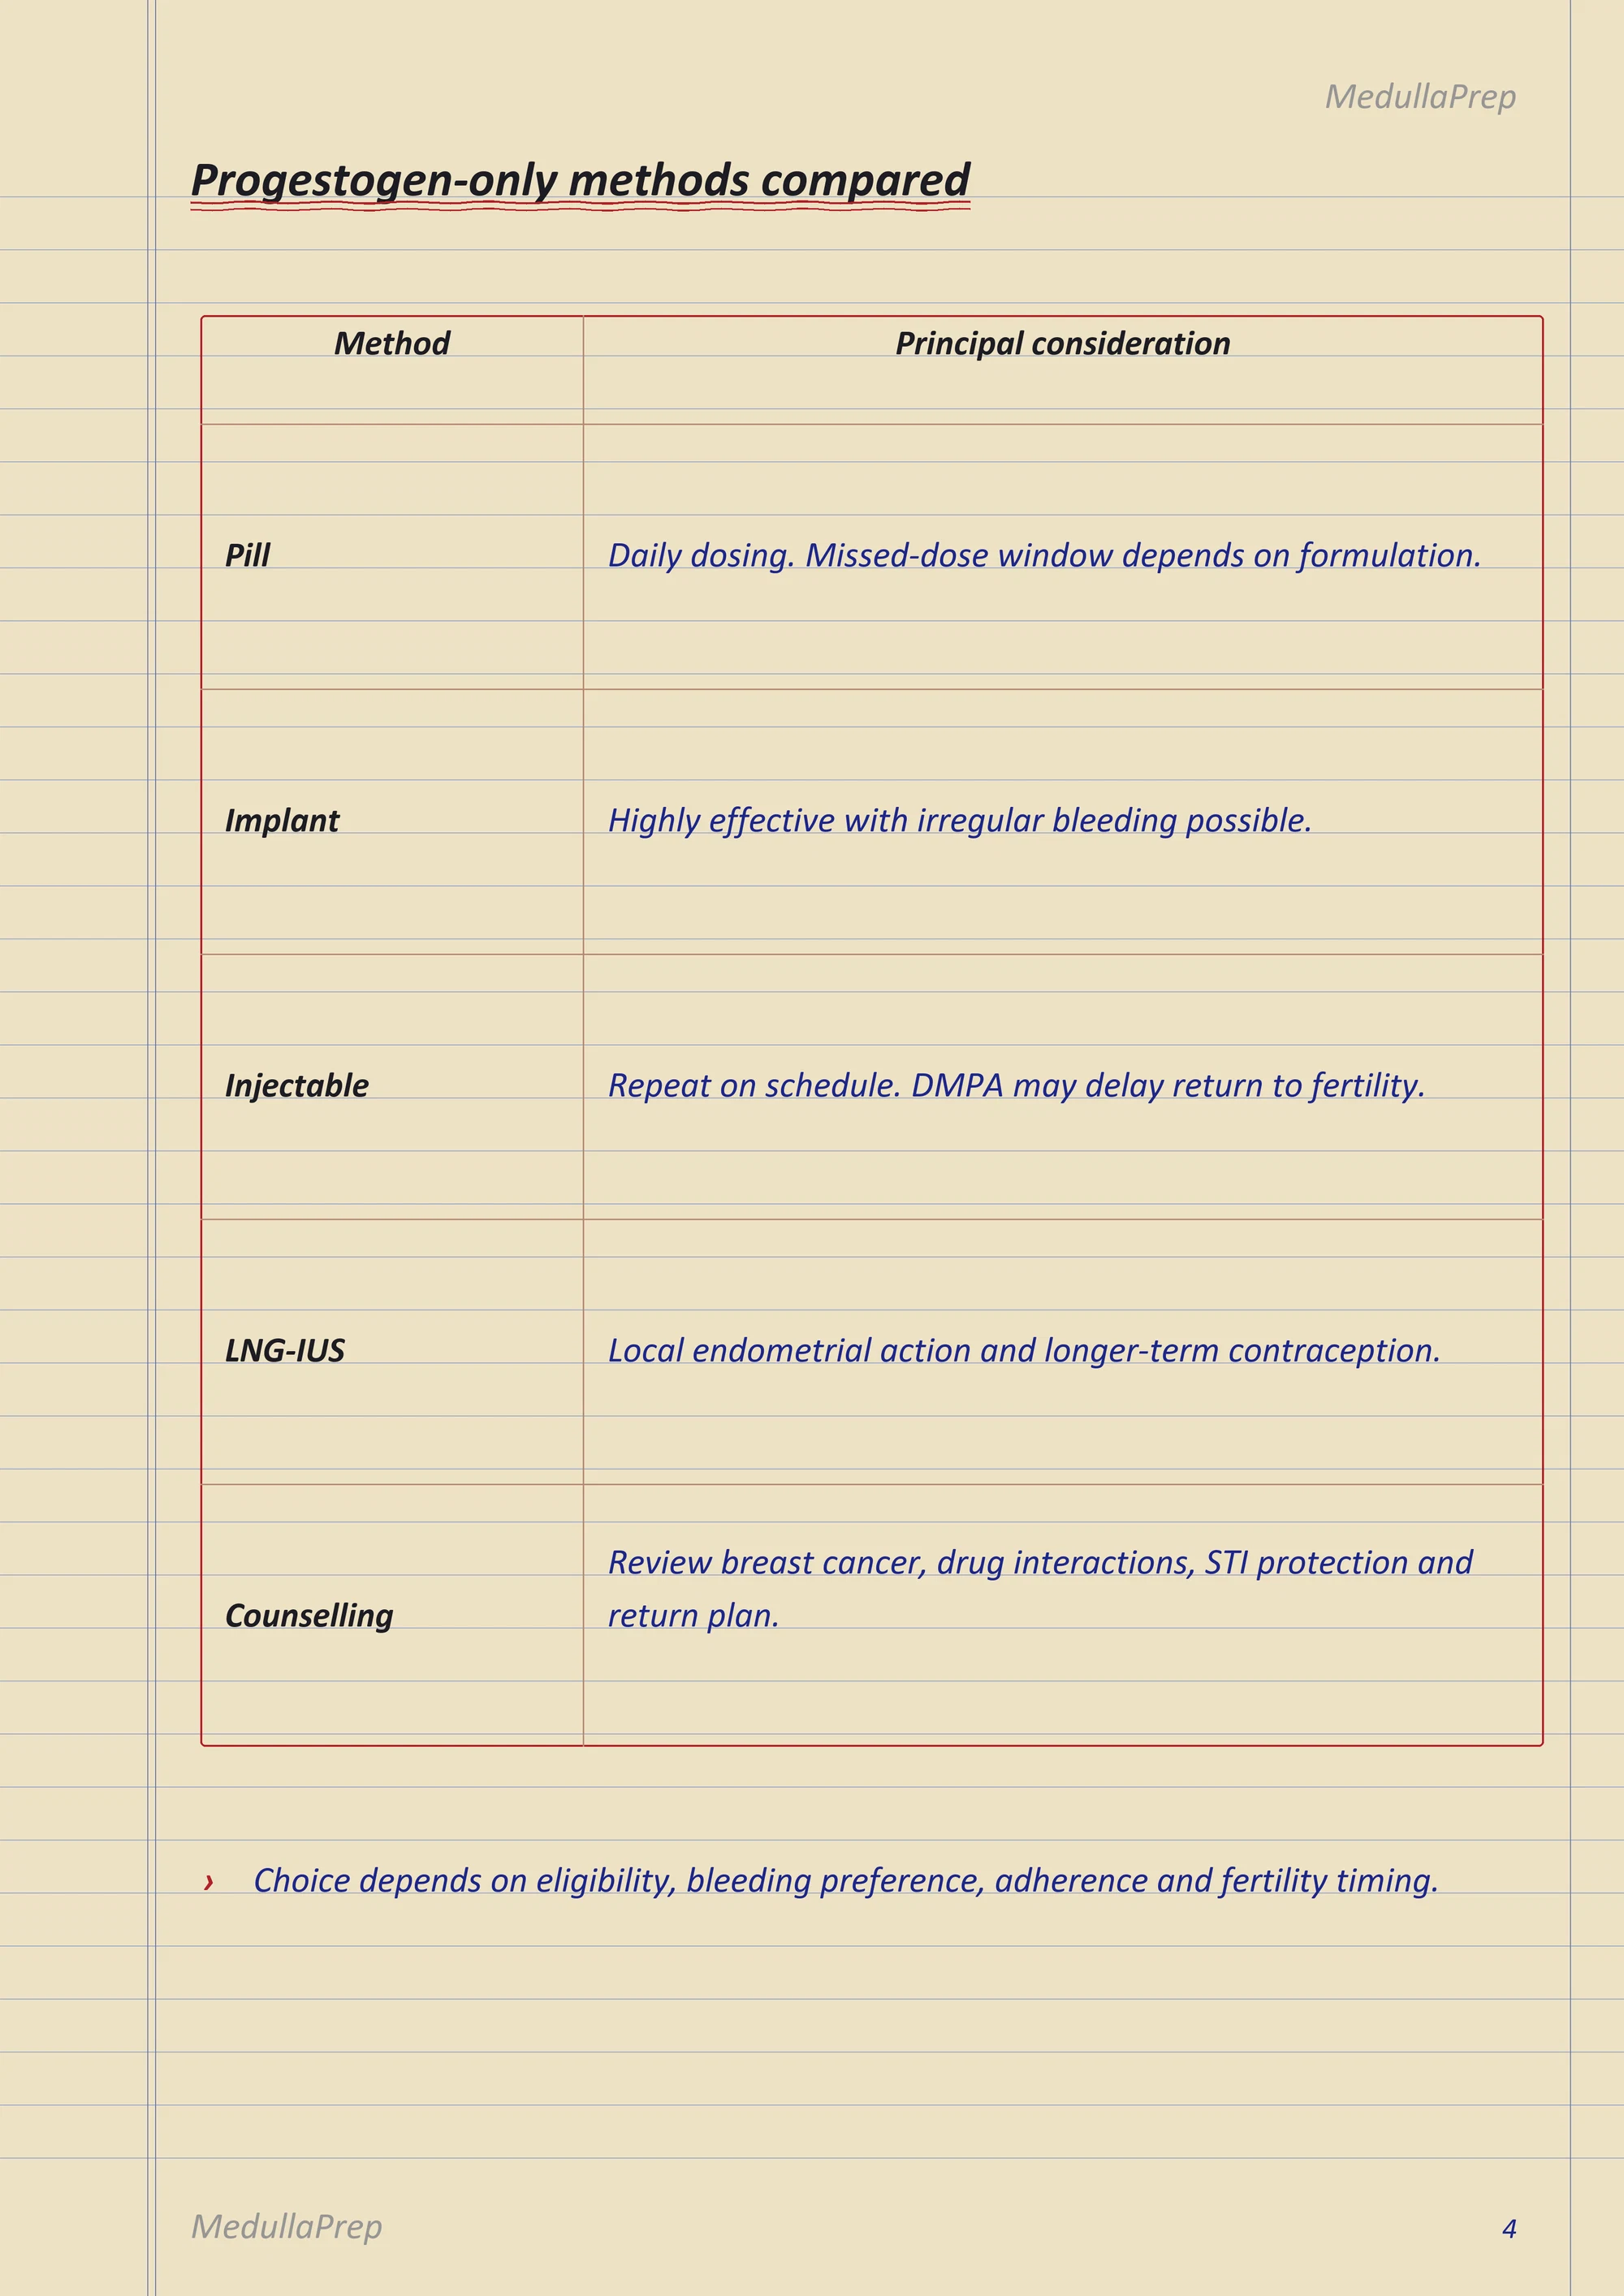 MedullaPrep
Progestogen-only methods compared
Method Principal consideration
Pill Daily dosing. Missed-dose window depends on formulation.
Implant Highly effective with irregular bleeding possible.
Injectable Repeat on schedule. DMPA may delay return to fertility.
LNG-IUS Local endometrial action and longer-term contraception.
Review breast cancer, drug interactions, STI protection and
Counselling return plan.
› Choice depends on eligibility, bleeding preference, adherence and fertility timing.
MedullaPrep 4